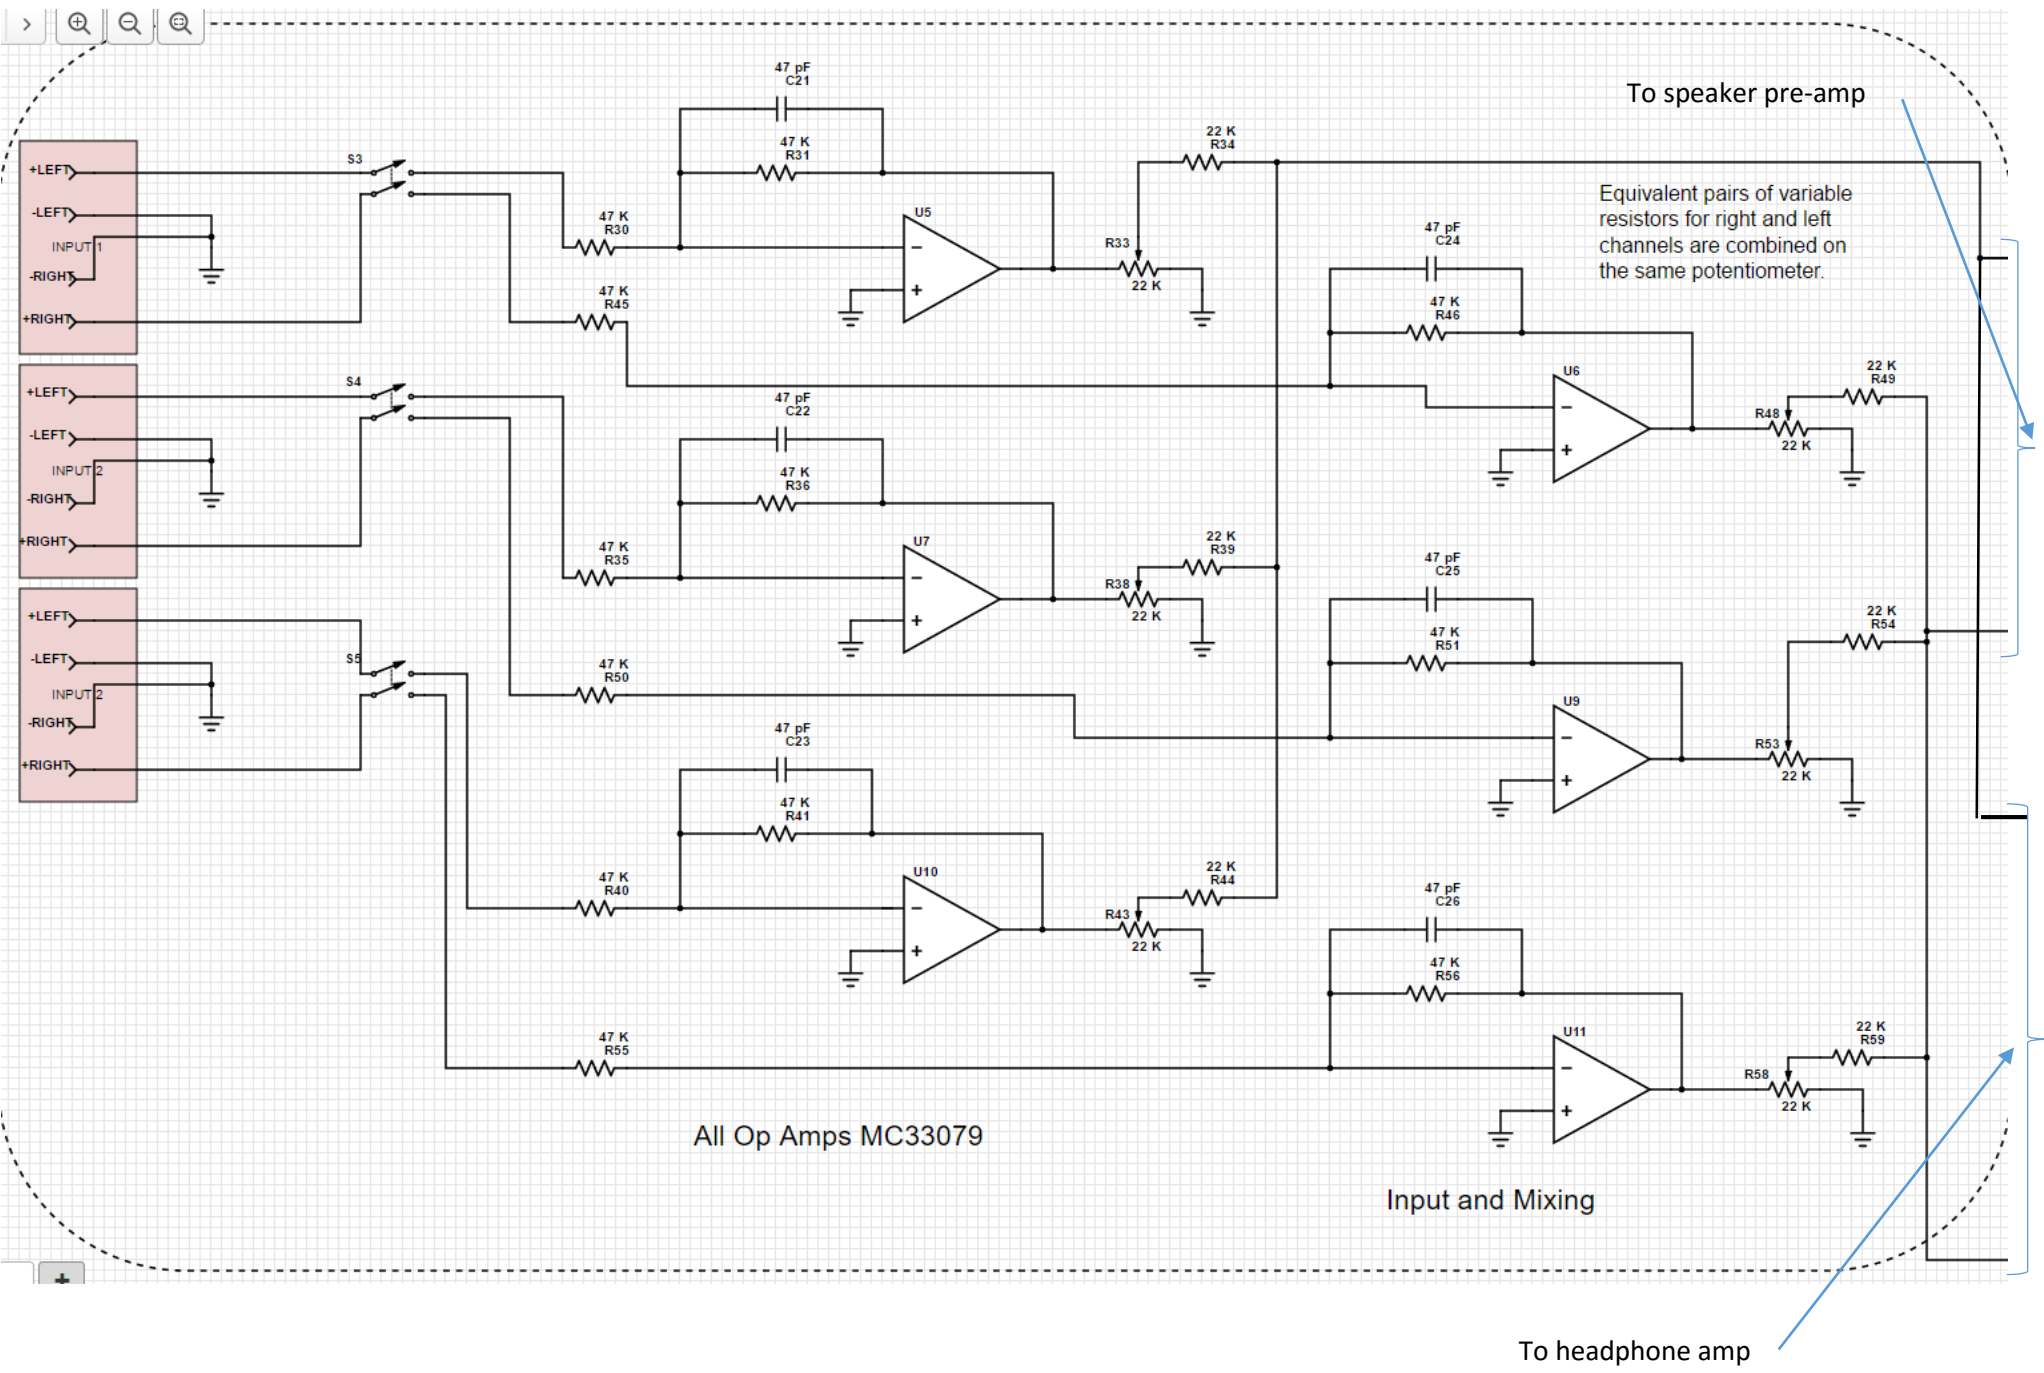 47 pF
C21
To speaker pre-amp
47 K
R31
22 K
R34
S3
+LEFT
-LEFT
INPUT 1
-RIGHT
+RIGHT
47 K
R30
U5
Equivalent pairs of variable
resistors for right and left
channels are combined on
the same potentiometer.
R33
22 K
47 pF
C24
47 K
R45
47 K
R46
U6
22 K
R49
R48
22 K
S4
+LEFT
-LEFT
INPUT 2
-RIGHT
+RIGHT
47 pF
C22
47 K
R36
47 K
R35
U7
22 K
R39
R38
22 K
47 pF
C25
47 K
R51
22 K
R54
S5
+LEFT
-LEFT
INPUT 2
-RIGHT
+RIGHT
47 K
R50
U9
R53
22 K
47 pF
C23
47 K
R41
47 K
R40
U10
22 K
R44
R43
22 K
47 pF
C26
47 K
R56
47 K
R55
U11
22 K
R59
R58
22 K
All Op Amps MC33079
Input and Mixing
To headphone amp